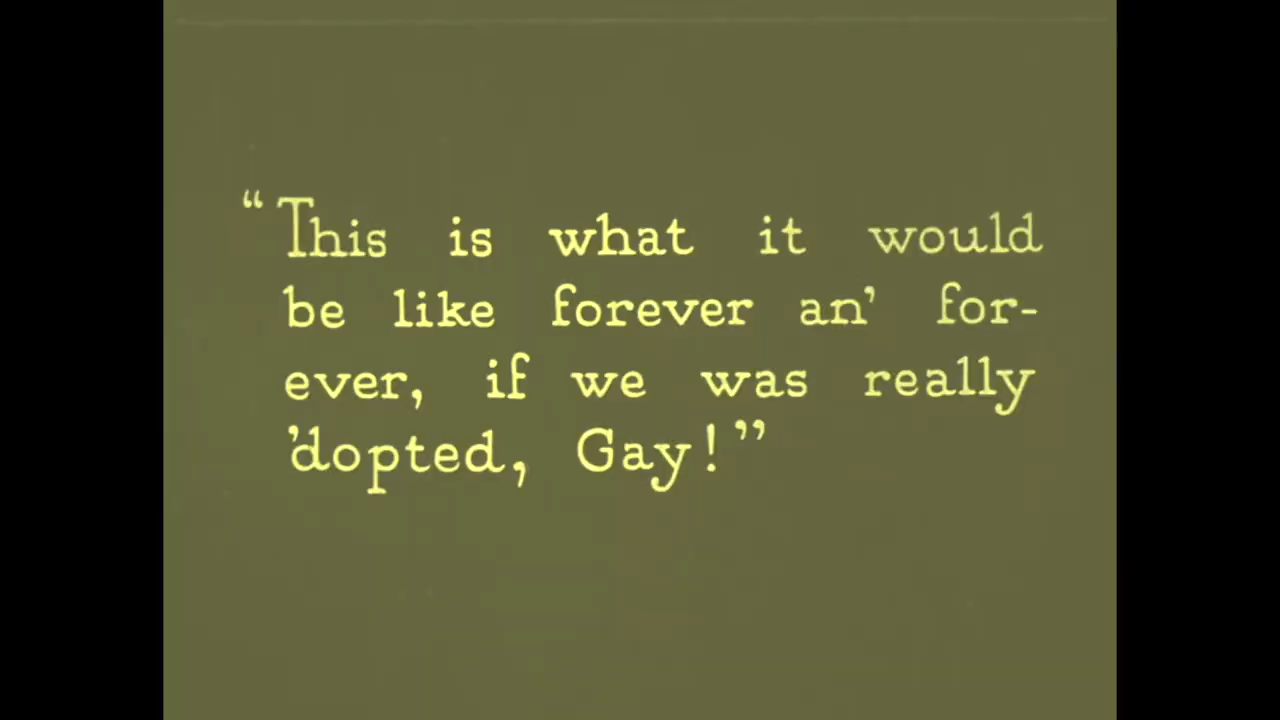 “This is what it would
be like forever an’ for-
ever, if we was really
’dopted, Gay!”